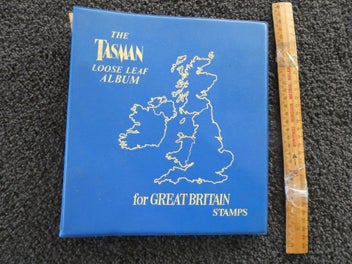 THE
TASMAN
LOOSE LEAF
ALBUM
for GREAT BRITAIN
STAMPS